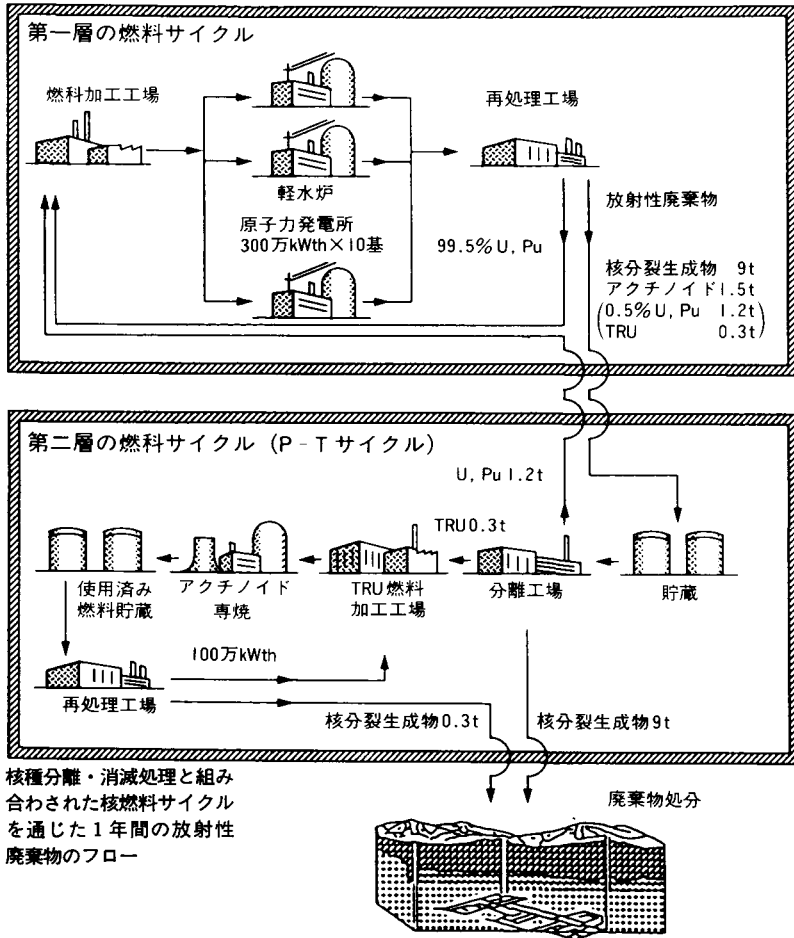 第一層の燃料サイクル
燃料加工工場
再処理工場
軽水炉
原子力発電所
300万kWth×10基
99.5% U, Pu
放射性廃棄物
核分裂生成物 9t
アクチノイド1.5t
(0.5%U, Pu 1.2t
TRU 0.3t)
第二層の燃料サイクル (P-Tサイクル)
U, Pu 1.2t
TRU 0.3t
使用済み
燃料貯蔵
アクチノイド
専焼
TRU燃料
加工工場
分離工場
貯蔵
100万kWth
再処理工場
核分裂生成物0.3t
核分裂生成物9t
核種分離・消滅処理と組み
合わされた核燃料サイクル
を通じた1年間の放射性
廃棄物のフロー
廃棄物処分